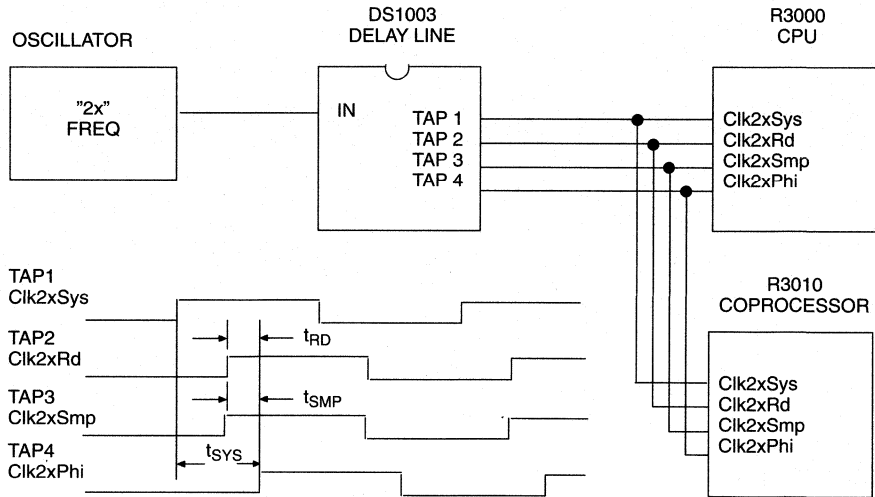 OSCILLATOR
"2x"
FREQ
DS1003
DELAY LINE
IN
TAP 1
TAP 2
TAP 3
TAP 4
R3000
CPU
Clk2xSys
Clk2xRd
Clk2xSmp
Clk2xPhi
R3010
COPROCESSOR
Clk2xSys
Clk2xRd
Clk2xSmp
Clk2xPhi
TAP1
Clk2xSys
TAP2
Clk2xRd
tRD
TAP3
Clk2xSmp
tSMP
TAP4
Clk2xPhi
tSYS